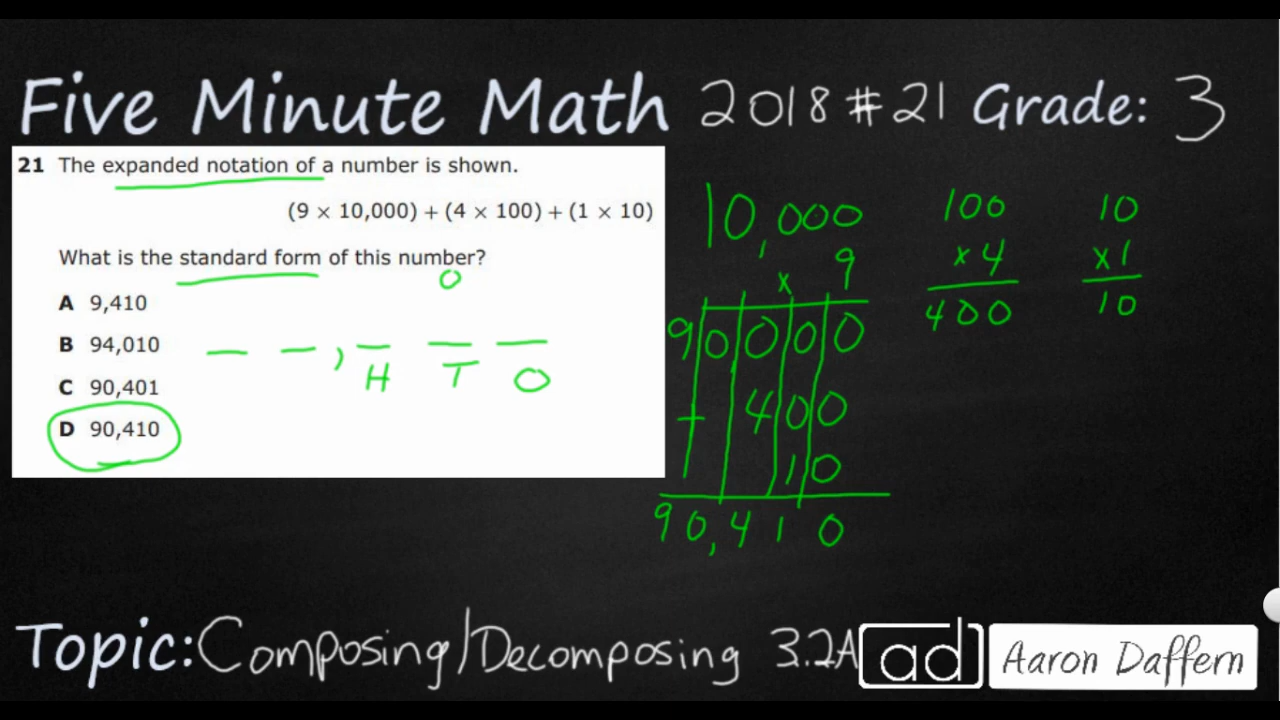 Five Minute Math 2018 #21 Grade: 3
21 The expanded notation of a number is shown.
(9 × 10,000) + (4 × 100) + (1 × 10)
What is the standard form of this number?
0
A 9,410
B 94,010
C 90,401
D 90,410
_ _ , _ _ _
H T O
10,000
x 9
90000
+ 400
10
90,410
100
x 4
400
10
x 1
10
Topic: Composing/Decomposing 3.2A
ad
Aaron Daffern